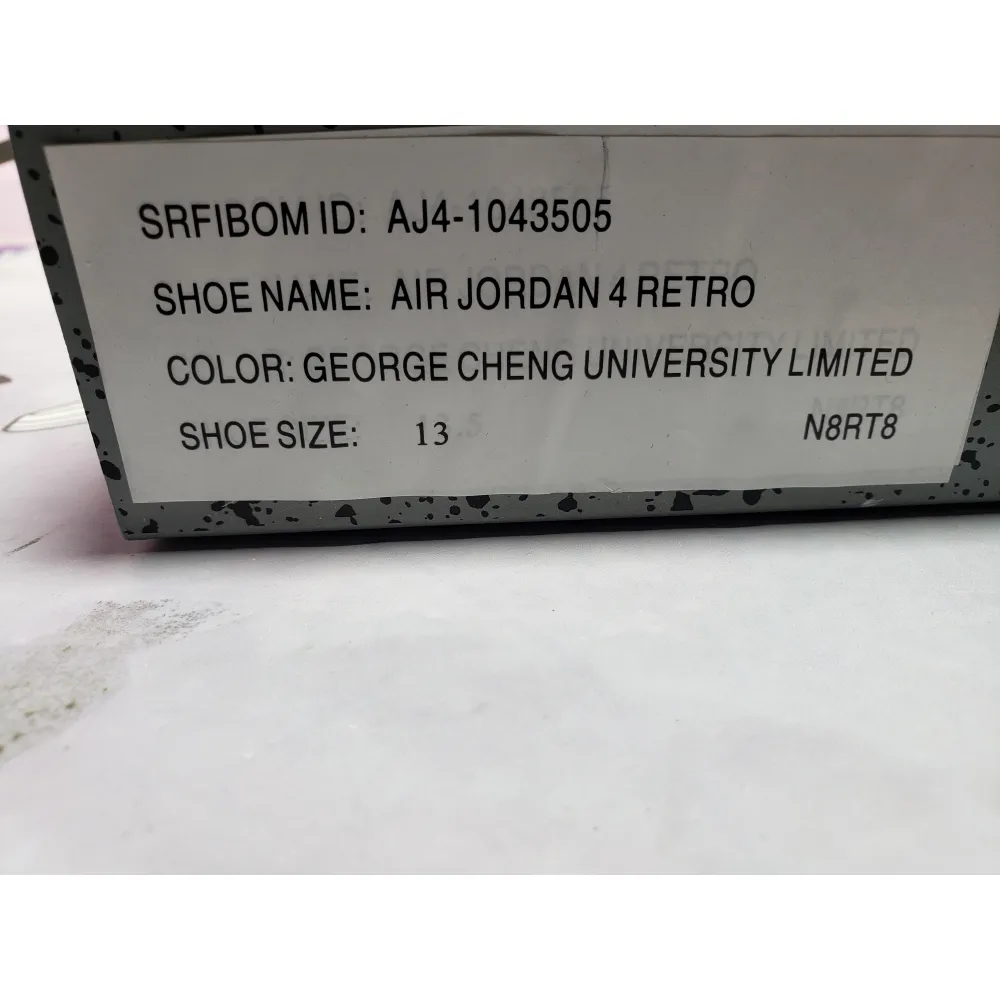 SRFIBOM ID: AJ4-1043505
SHOE NAME: AIR JORDAN 4 RETRO
COLOR: GEORGE CHENG UNIVERSITY LIMITED
SHOE SIZE: 13 N8RT8